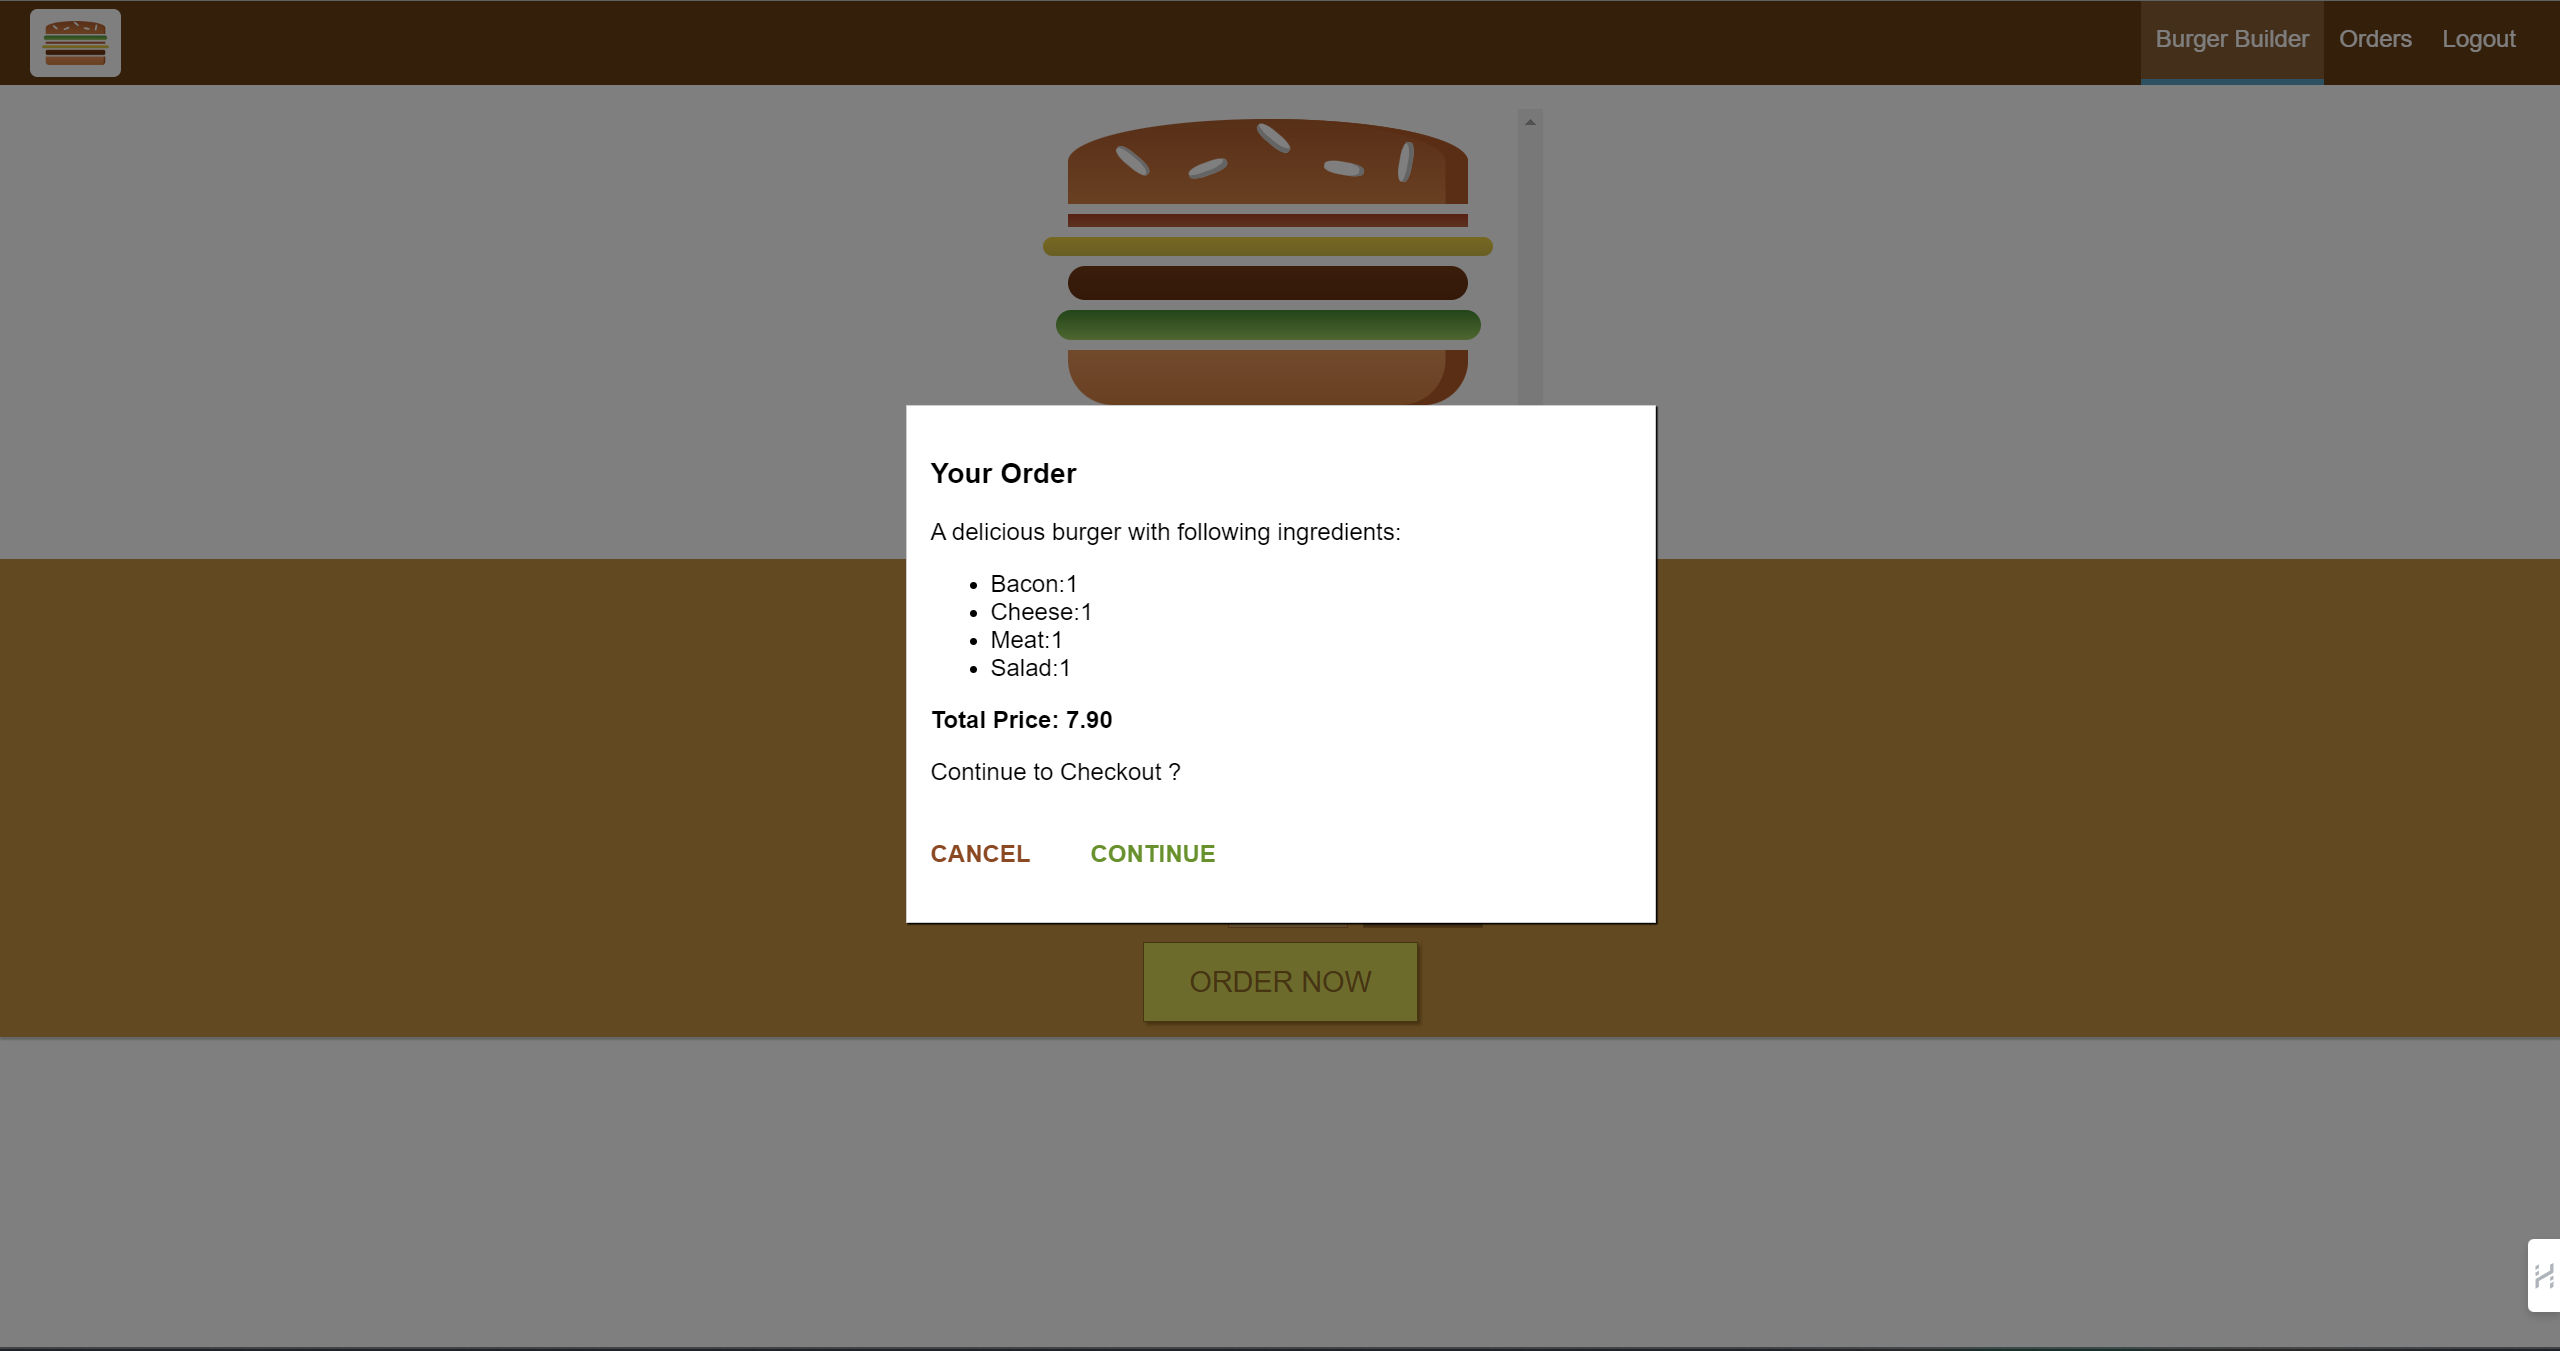 Burger Builder Orders Logout
Your Order
A delicious burger with following ingredients:
Bacon:1
Cheese:1
Meat:1
Salad:1
Total Price: 7.90
Continue to Checkout ?
CANCEL CONTINUE
ORDER NOW